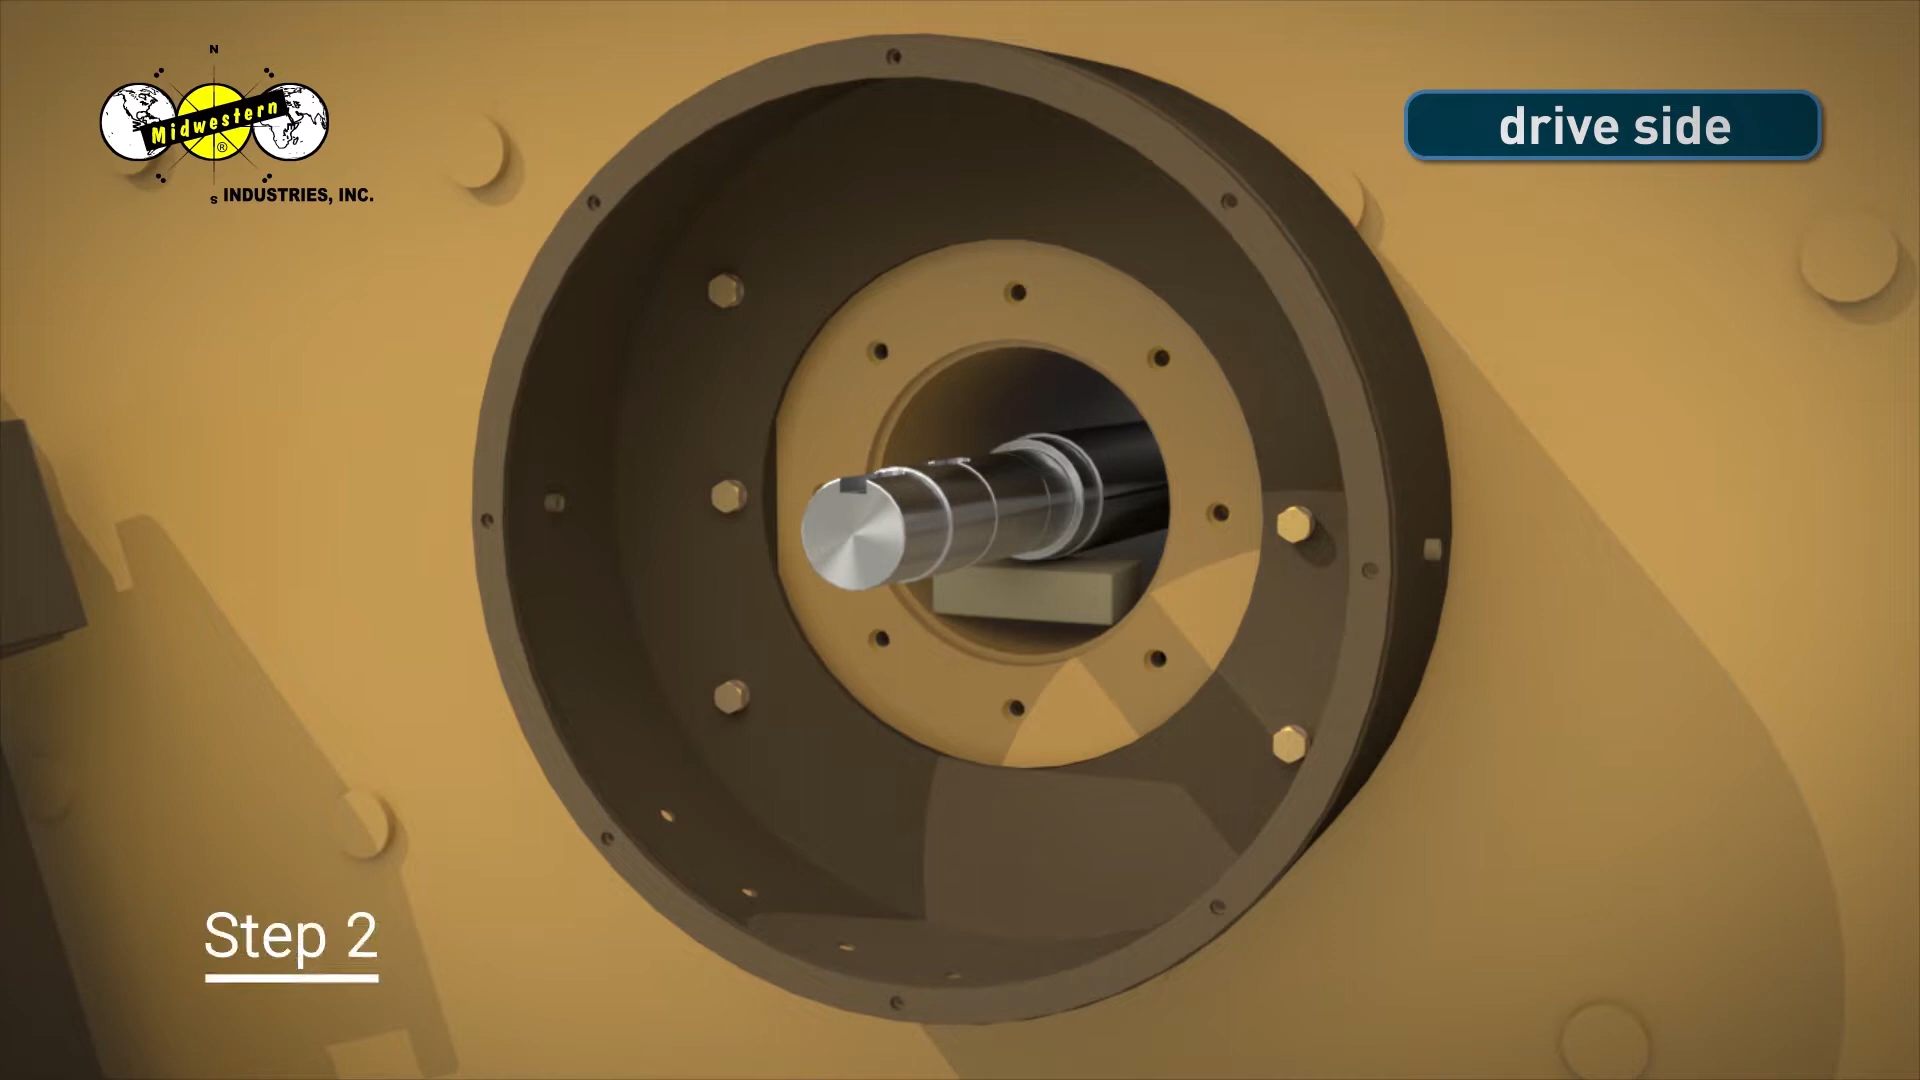 N
Midwestern
®
S INDUSTRIES, INC.
drive side
Step 2